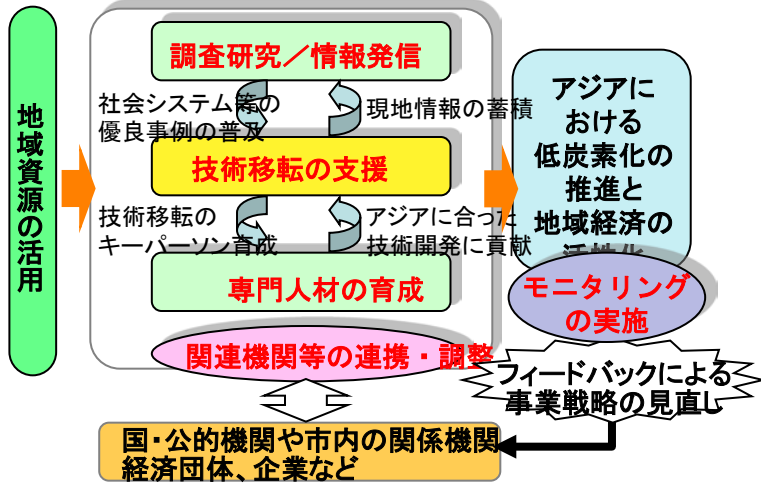 地域資源の活用
調査研究／情報発信
社会システム等の
優良事例の普及
現地情報の蓄積
技術移転の支援
技術移転の
キーパーソン育成
アジアに合った
技術開発に貢献
専門人材の育成
関連機関等の連携・調整
国・公的機関や市内の関係機関
経済団体、企業など
アジアに
おける
低炭素化の
推進と
地域経済の
活性化
モニタリング
の実施
フィードバックによる
事業戦略の見直し